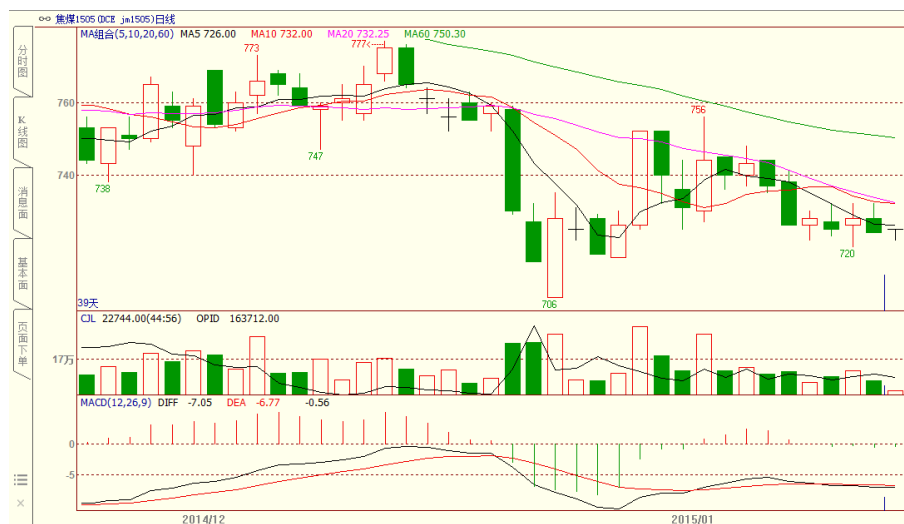 焦煤1505(DCE jm1505)日线
MA组合(5,10,20,60) MA5 726.00 MA10 732.00 MA20 732.25 MA60 750.30
分时图
K线图
消息面
基本面
页面下单
773
777
760
747
756
740
738
720
706
39天
CJL 22744.00(44:56) OPID 163712.00
17万
MACD(12,26,9) DIFF -7.05 DEA -6.77 -0.56
0
-5
2014/12
2015/01